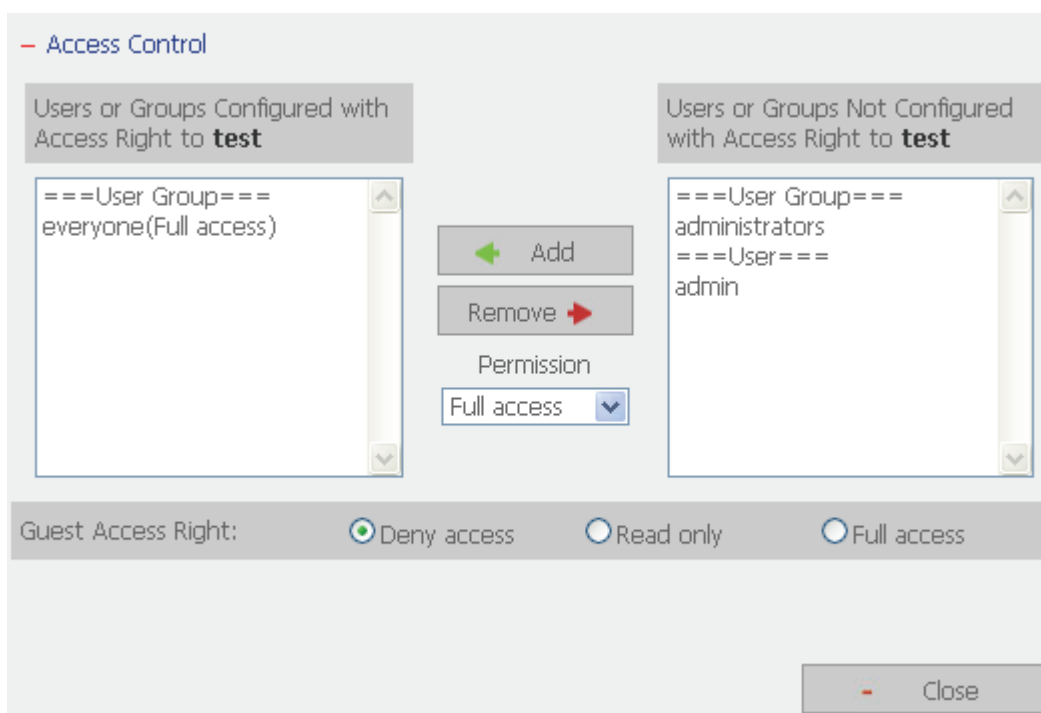 – Access Control
Users or Groups Configured with
Access Right to test
Users or Groups Not Configured
with Access Right to test
===User Group===
everyone(Full access)
Add
Remove
Permission
Full access
===User Group===
administrators
===User===
admin
Guest Access Right:
Deny access
Read only
Full access
Close